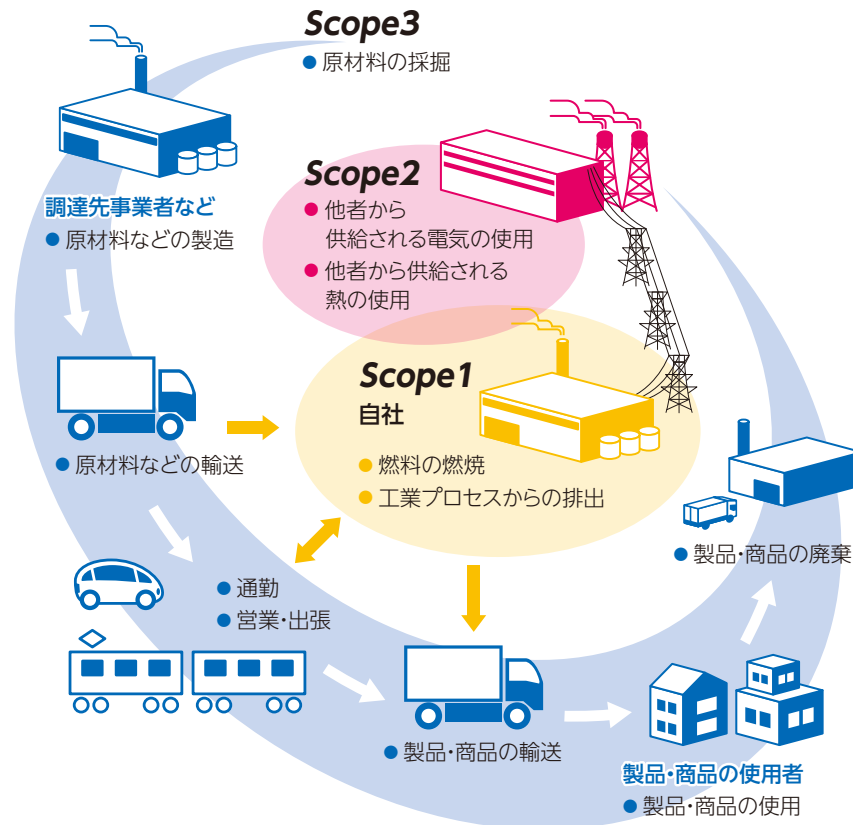 Scope3
● 原材料の採掘
調達先事業者など
● 原材料などの製造
Scope2
● 他者から
供給される電気の使用
● 他者から供給される
熱の使用
Scope1
自社
● 燃料の燃焼
● 工業プロセスからの排出
● 原材料などの輸送
● 通勤
● 営業・出張
● 製品・商品の輸送
製品・商品の使用者
● 製品・商品の使用
● 製品・商品の廃棄